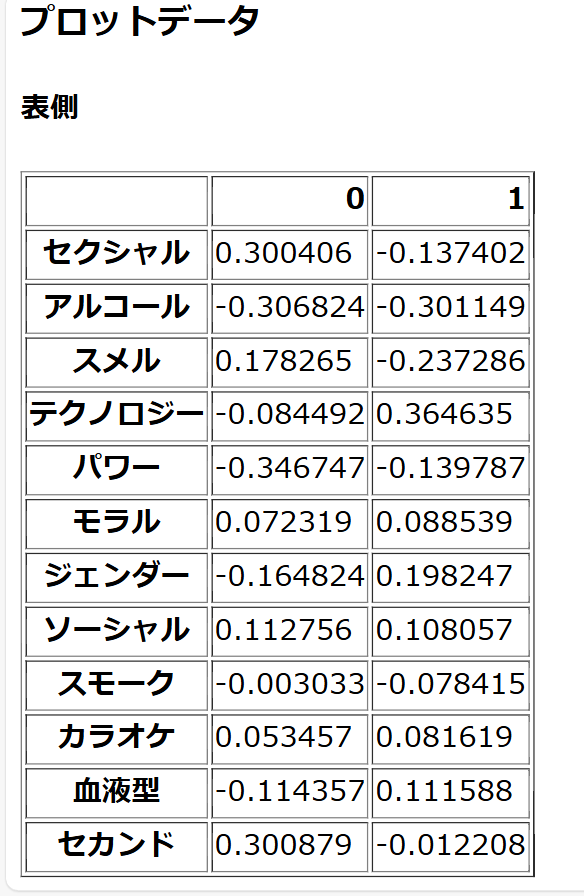 プロットデータ
表側
0 1
セクシャル 0.300406 -0.137402
アルコール -0.306824 -0.301149
スメル 0.178265 -0.237286
テクノロジー -0.084492 0.364635
パワー -0.346747 -0.139787
モラル 0.072319 0.088539
ジェンダー -0.164824 0.198247
ソーシャル 0.112756 0.108057
スモーク -0.003033 -0.078415
カラオケ 0.053457 0.081619
血液型 -0.114357 0.111588
セカンド 0.300879 -0.012208